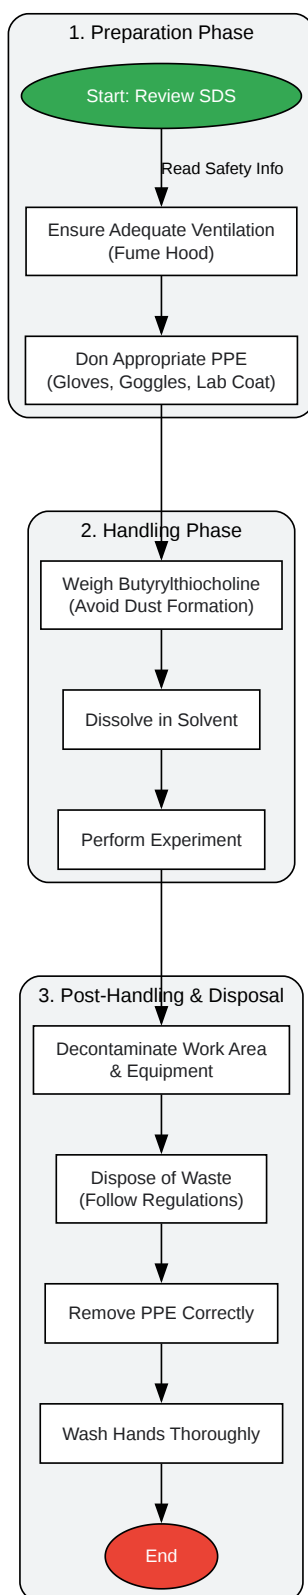 1. Preparation Phase
Start: Review SDS
Read Safety Info
Ensure Adequate Ventilation
(Fume Hood)
Don Appropriate PPE
(Gloves, Goggles, Lab Coat)
2. Handling Phase
Weigh Butyrylthiocholine
(Avoid Dust Formation)
Dissolve in Solvent
Perform Experiment
3. Post-Handling & Disposal
Decontaminate Work Area
& Equipment
Dispose of Waste
(Follow Regulations)
Remove PPE Correctly
Wash Hands Thoroughly
End